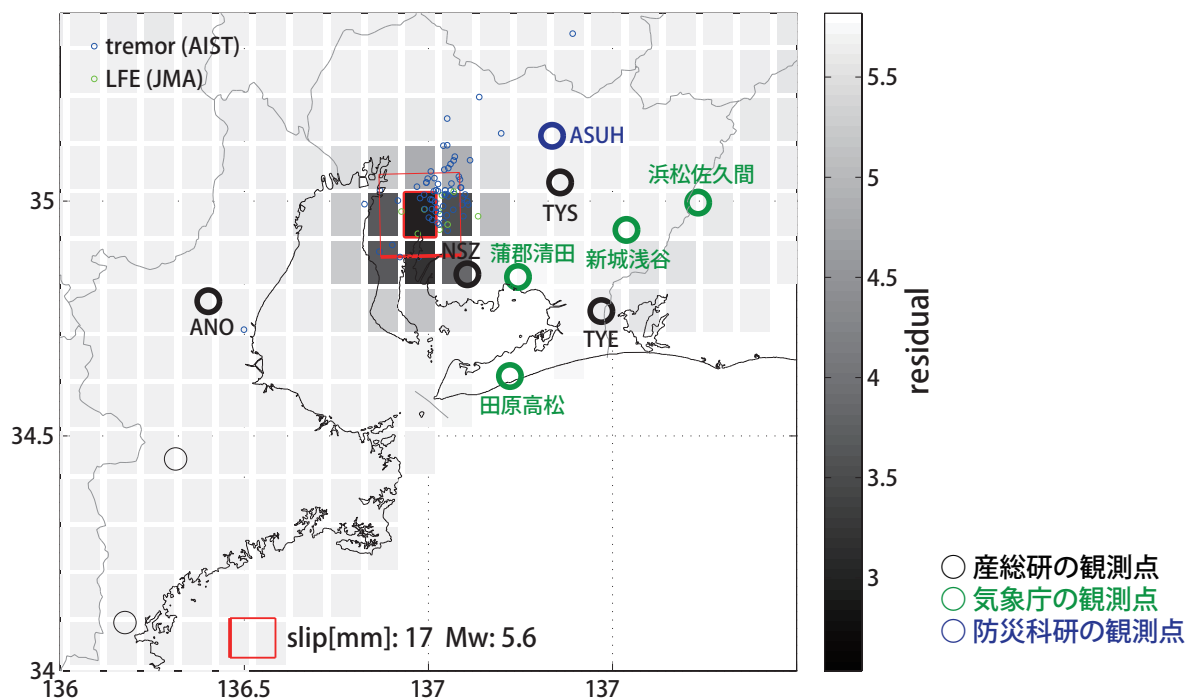 tremor (AIST)
LFE (JMA)
ASUH
TYS
浜松佐久間
NSZ
蒲郡清田
新城浅谷
ANO
TYE
田原高松
slip[mm]: 17 Mw: 5.6
35
34.5
34
136
136.5
137
137
5.5
5
4.5
4
3.5
3
residual
産総研の観測点
気象庁の観測点
防災科研の観測点